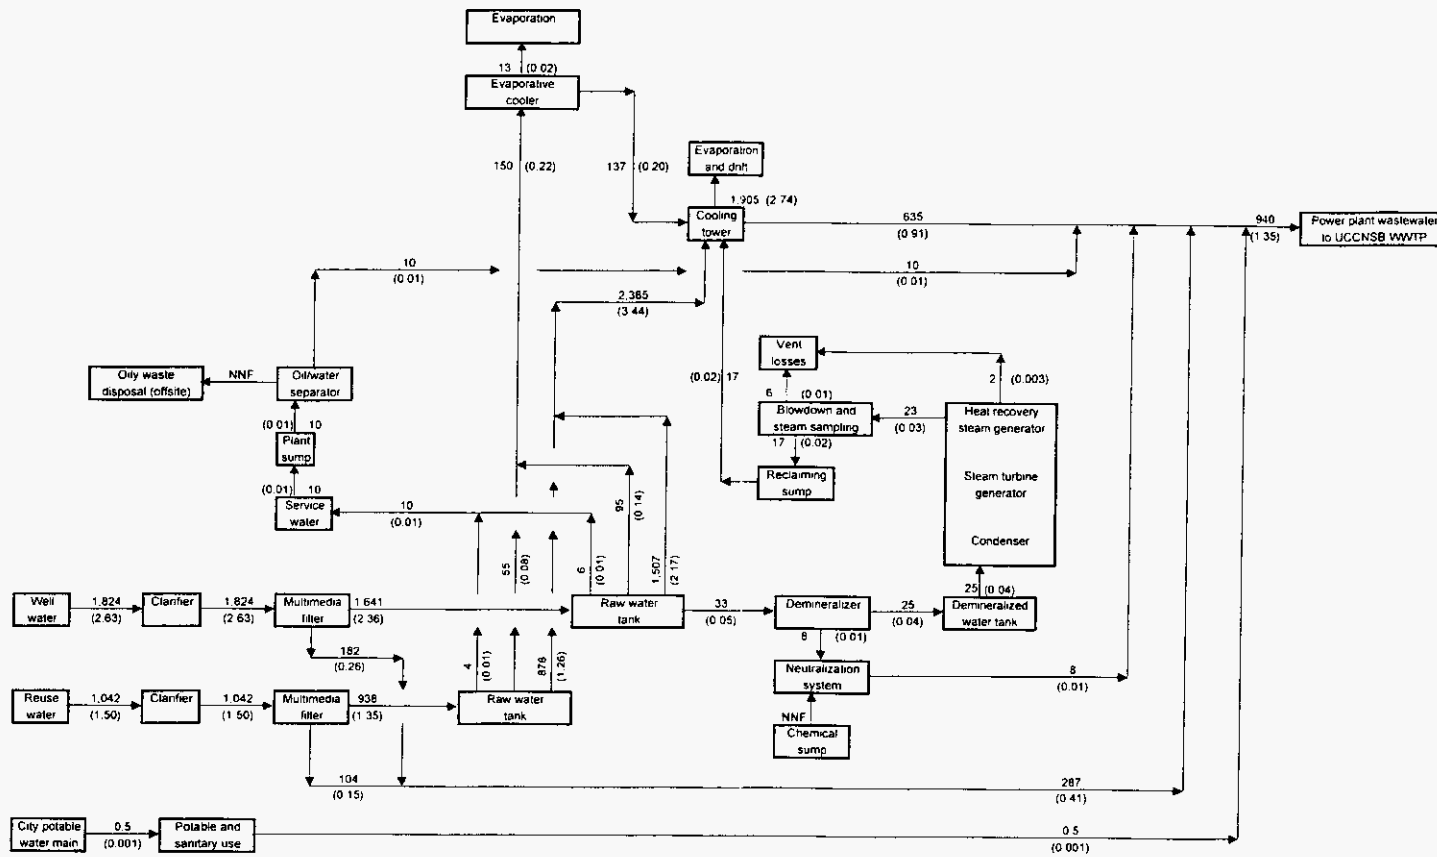 Evaporation
13 (0.02)
Evaporative
cooler
150 (0.22)
137 (0.20)
Evaporation
and drift
1,905 (2.74)
Cooling
tower
635
(0.91)
940
(1.35)
Power plant wastewater
to UCCNSB WWTP
10
(0.01)
10
(0.01)
2,385
(3.44)
Vent
losses
2 (0.003)
(0.02) 17
6 (0.01)
Oily waste
disposal (offsite)
NNF
Oil/water
separator
Blowdown and
steam sampling
23
(0.03)
Heat recovery
steam generator
(0.01) 10
Plant
sump
17 (0.02)
Reclaiming
sump
Steam turbine
generator
(0.01) 10
Service
water
10
(0.01)
95
(0.14)
Condenser
55
(0.08)
6
(0.01)
1,507
(2.17)
25 (0.04)
Well
water
1,824
(2.63)
Clarifier
1,824
(2.63)
Multimedia
filter
1 641
(2.36)
Raw water
tank
33
(0.05)
Demineralizer
25
(0.04)
Demineralized
water tank
8 (0.01)
182
(0.26)
4
(0.01)
878
(1.26)
Neutralization
system
8
(0.01)
Reuse
water
1,042
(1.50)
Clarifier
1,042
(1.50)
Multimedia
filter
938
(1.35)
Raw water
tank
NNF
Chemical
sump
104
(0.15)
287
(0.41)
City potable
water main
0.5
(0.001)
Potable and
sanitary use
0.5
(0.001)